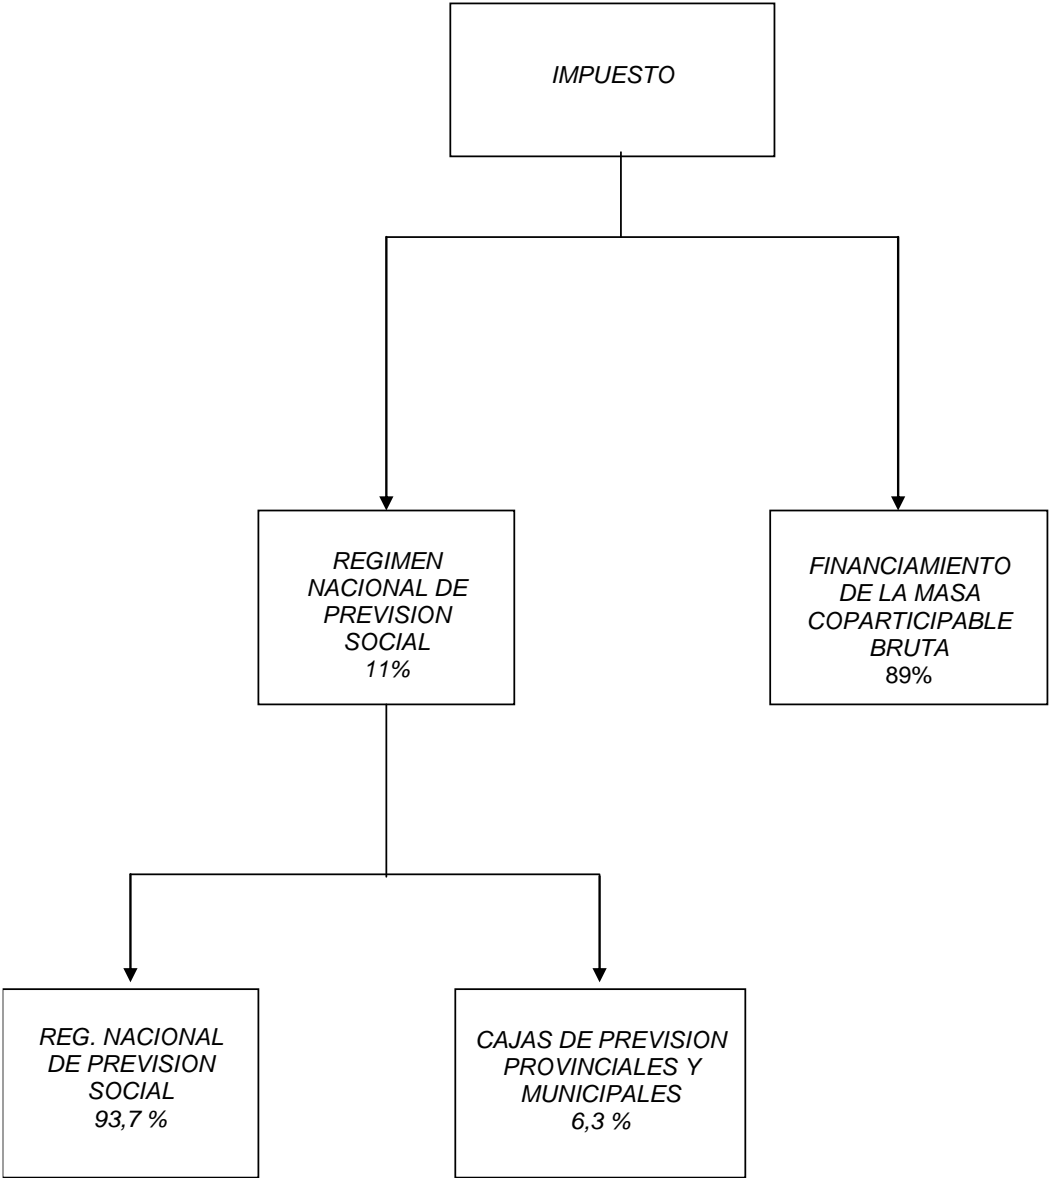 IMPUESTO
REGIMEN
NACIONAL DE
PREVISION
SOCIAL
11%
FINANCIAMIENTO
DE LA MASA
COPARTICIPABLE
BRUTA
89%
REG. NACIONAL
DE PREVISION
SOCIAL
93,7 %
CAJAS DE PREVISION
PROVINCIALES Y
MUNICIPALES
6,3 %